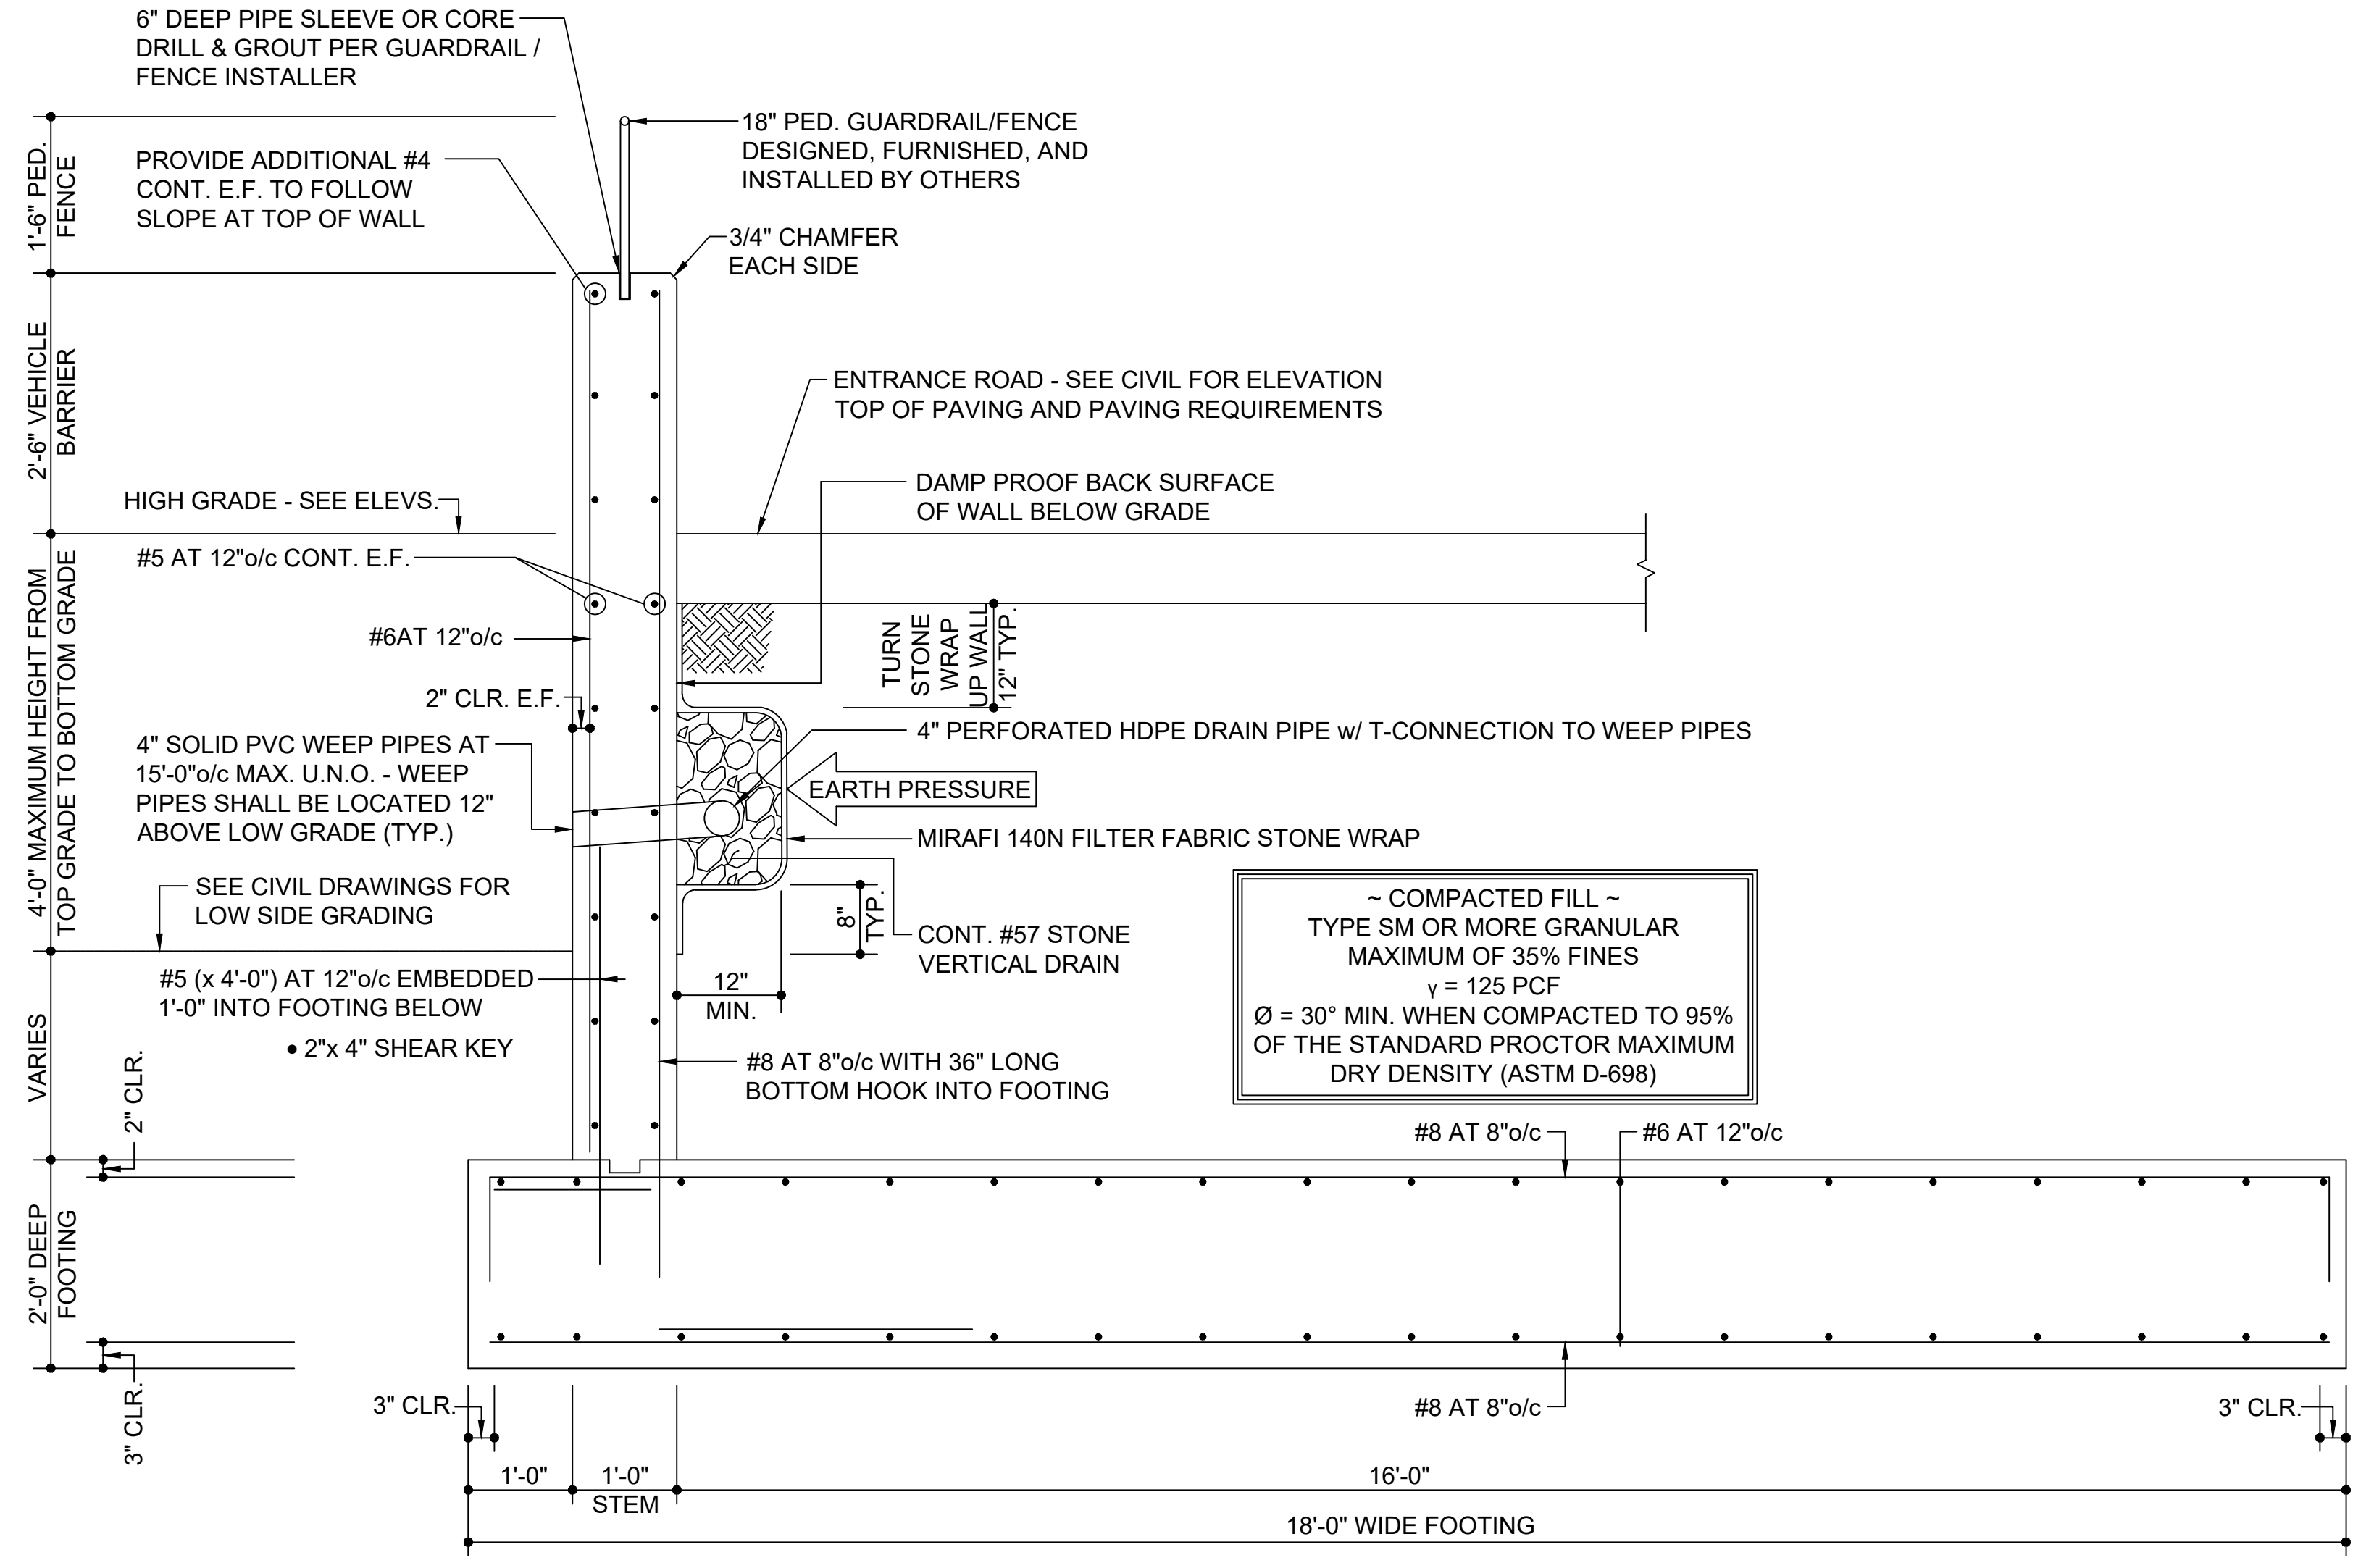 6" DEEP PIPE SLEEVE OR CORE
DRILL & GROUT PER GUARDRAIL /
FENCE INSTALLER
18" PED. GUARDRAIL/FENCE
DESIGNED, FURNISHED, AND
INSTALLED BY OTHERS
1'-6" PED.
FENCE
PROVIDE ADDITIONAL #4
CONT. E.F. TO FOLLOW
SLOPE AT TOP OF WALL
3/4" CHAMFER
EACH SIDE
2'-6" VEHICLE
BARRIER
ENTRANCE ROAD - SEE CIVIL FOR ELEVATION
TOP OF PAVING AND PAVING REQUIREMENTS
DAMP PROOF BACK SURFACE
OF WALL BELOW GRADE
HIGH GRADE - SEE ELEVS.
#5 AT 12"o/c CONT. E.F.
4'-0" MAXIMUM HEIGHT FROM
TOP GRADE TO BOTTOM GRADE
#6AT 12"o/c
TURN
STONE
WRAP
UP WALL
12" TYP.
2" CLR. E.F.
4" PERFORATED HDPE DRAIN PIPE w/ T-CONNECTION TO WEEP PIPES
4" SOLID PVC WEEP PIPES AT
15'-0"o/c MAX. U.N.O. - WEEP
PIPES SHALL BE LOCATED 12"
ABOVE LOW GRADE (TYP.)
EARTH PRESSURE
MIRAFI 140N FILTER FABRIC STONE WRAP
SEE CIVIL DRAWINGS FOR
LOW SIDE GRADING
8"
TYP.
CONT. #57 STONE
VERTICAL DRAIN
~ COMPACTED FILL ~
TYPE SM OR MORE GRANULAR
MAXIMUM OF 35% FINES
γ = 125 PCF
Ø = 30° MIN. WHEN COMPACTED TO 95%
OF THE STANDARD PROCTOR MAXIMUM
DRY DENSITY (ASTM D-698)
#5 (x 4'-0") AT 12"o/c EMBEDDED
1'-0" INTO FOOTING BELOW
12"
MIN.
VARIES
2" CLR.
• 2"x 4" SHEAR KEY
#8 AT 8"o/c WITH 36" LONG
BOTTOM HOOK INTO FOOTING
#8 AT 8"o/c
#6 AT 12"o/c
2'-0" DEEP
FOOTING
3" CLR.
3" CLR.
#8 AT 8"o/c
3" CLR.
1'-0"
1'-0"
STEM
16'-0"
18'-0" WIDE FOOTING